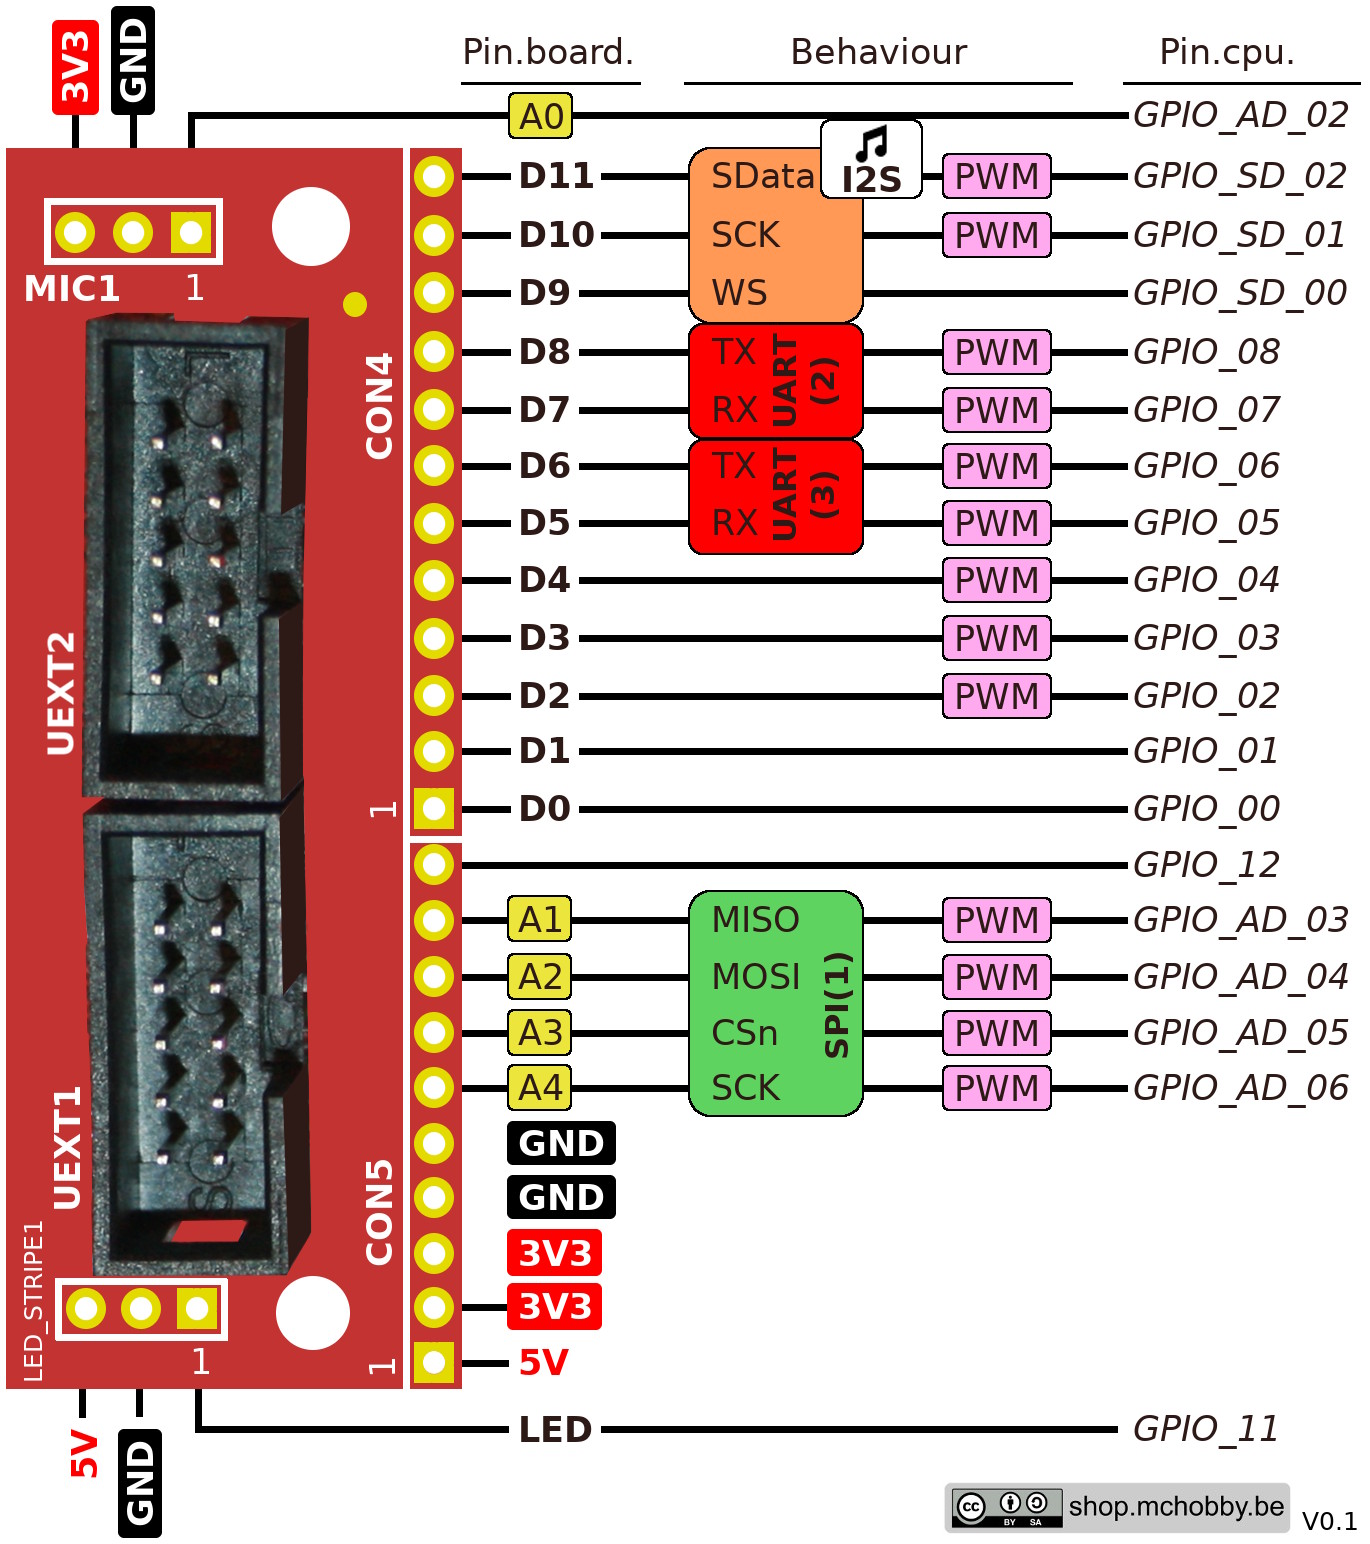 3V3
GND
Pin.board.
Behaviour
Pin.cpu.
A0
GPIO_AD_02
D11
SData
I2S
PWM
GPIO_SD_02
D10
SCK
PWM
GPIO_SD_01
MIC1
1
D9
WS
GPIO_SD_00
CON4
D8
TX
UART
(2)
PWM
GPIO_08
D7
RX
PWM
GPIO_07
D6
TX
UART
(3)
PWM
GPIO_06
D5
RX
PWM
GPIO_05
D4
PWM
GPIO_04
UEXT2
D3
PWM
GPIO_03
D2
PWM
GPIO_02
D1
GPIO_01
1
D0
GPIO_00
GPIO_12
A1
MISO
SPI(1)
PWM
GPIO_AD_03
A2
MOSI
PWM
GPIO_AD_04
A3
CSn
PWM
GPIO_AD_05
A4
SCK
PWM
GPIO_AD_06
UEXT1
CON5
GND
GND
3V3
LED_STRIPE1
3V3
1
1
5V
5V
GND
LED
GPIO_11
cc
BY SA
shop.mchobby.be
V0.1